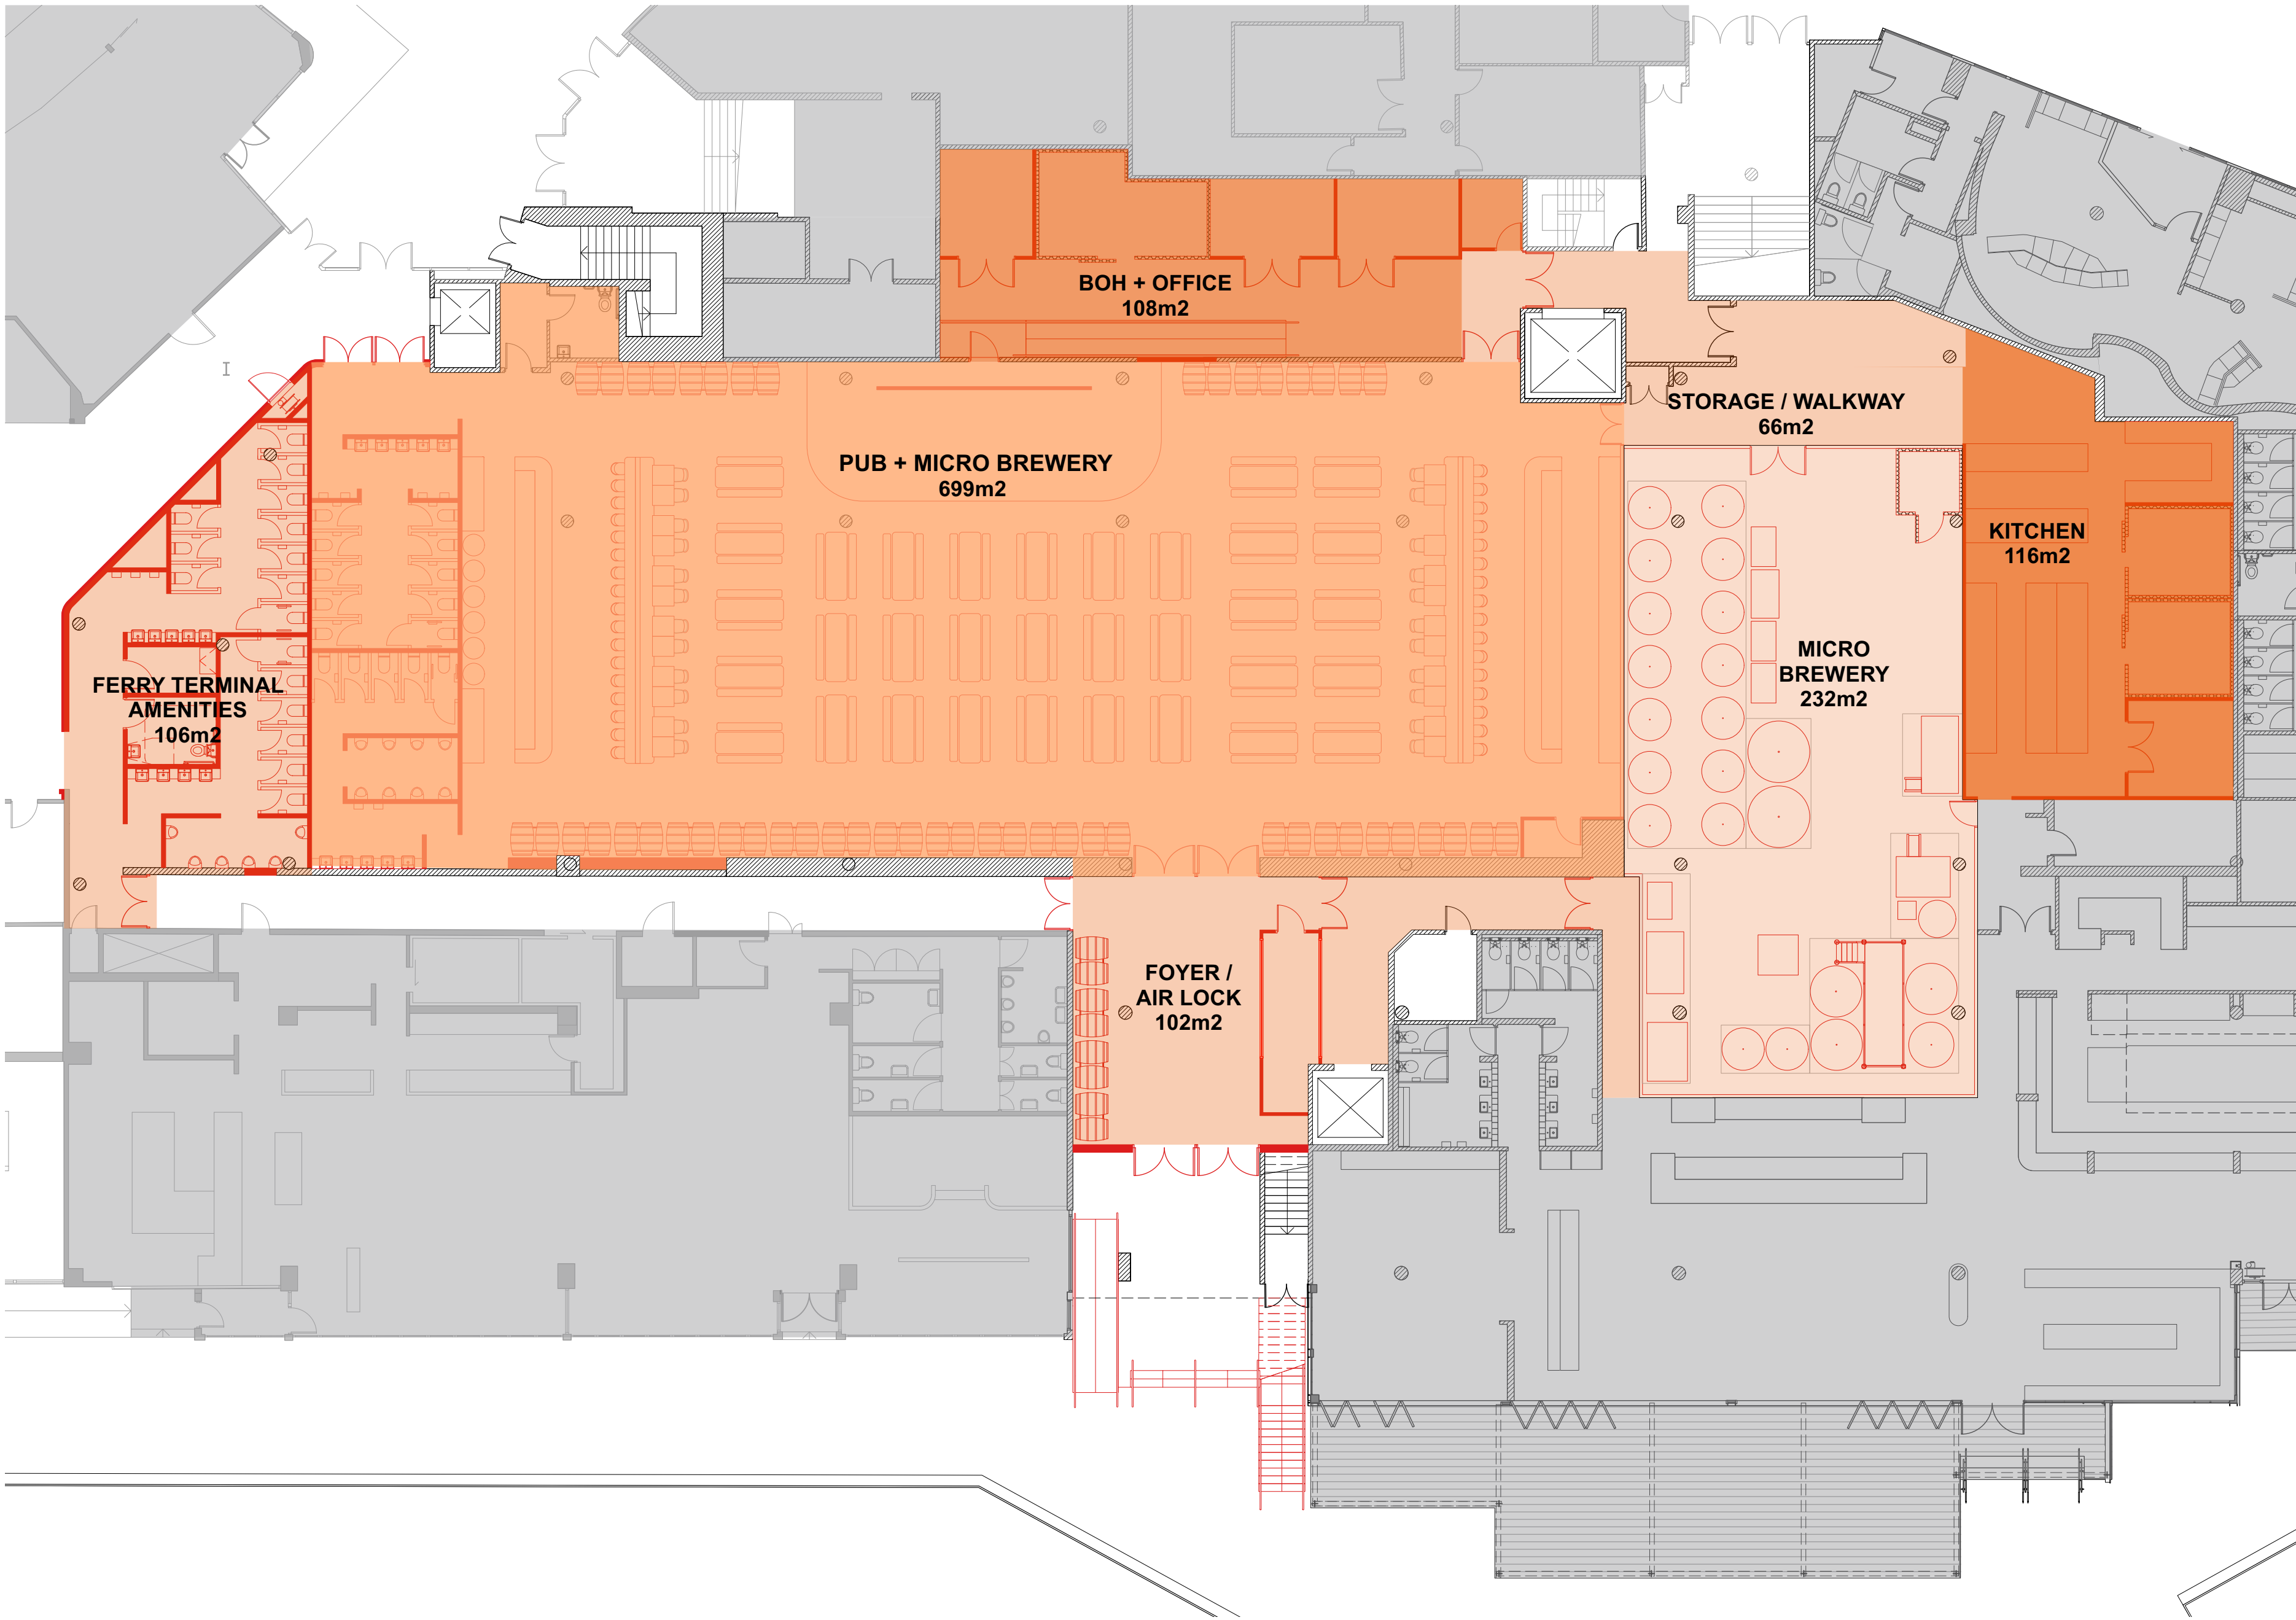 BOH + OFFICE
108m2
STORAGE / WALKWAY
66m2
PUB + MICRO BREWERY
699m2
KITCHEN
116m2
MICRO
BREWERY
232m2
FERRY TERMINAL
AMENITIES
106m2
FOYER /
AIR LOCK
102m2